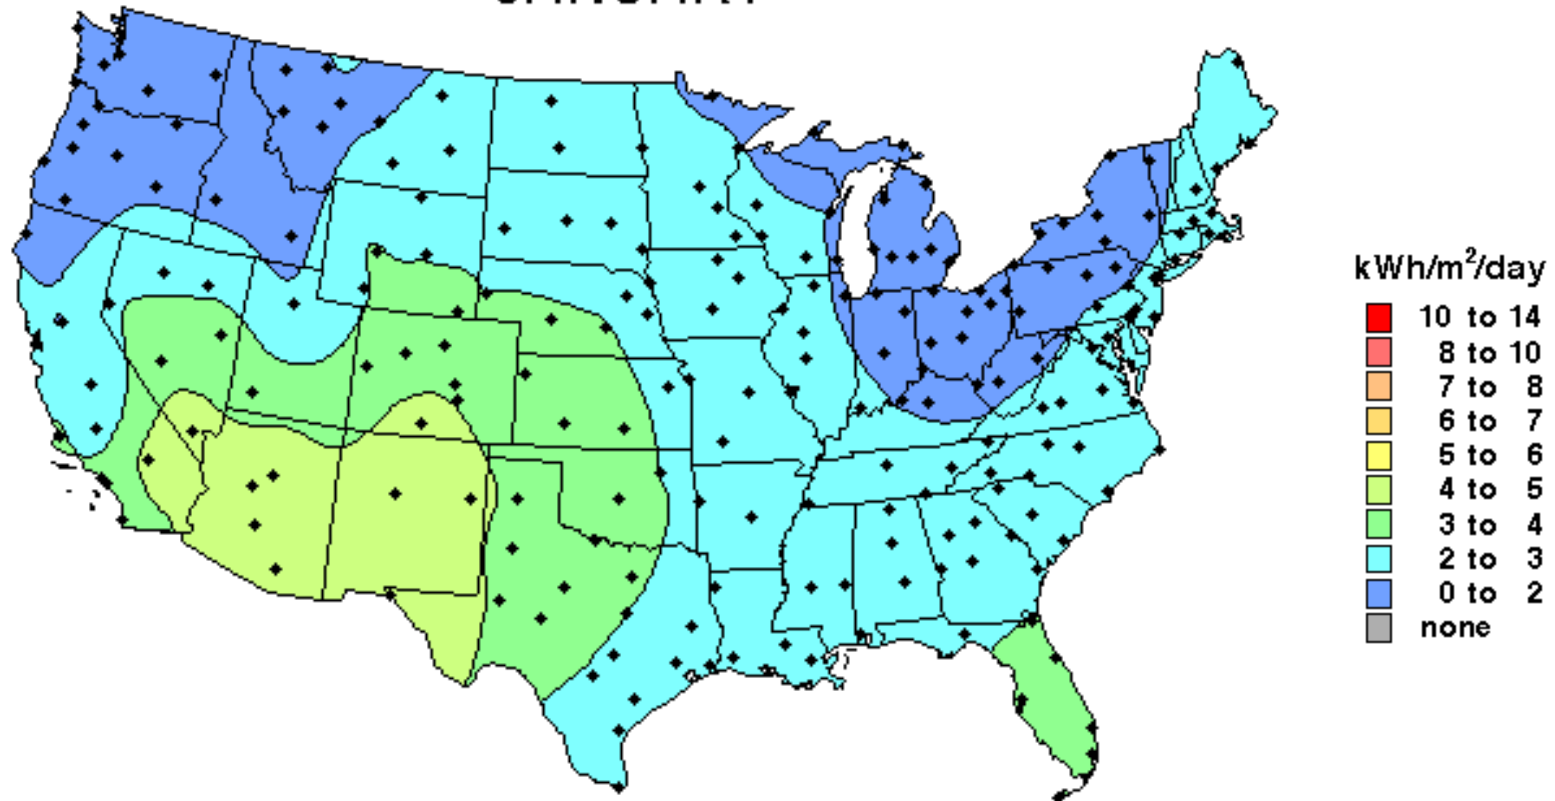 kWh/m²/day
10 to 14
8 to 10
7 to 8
6 to 7
5 to 6
4 to 5
3 to 4
2 to 3
0 to 2
none